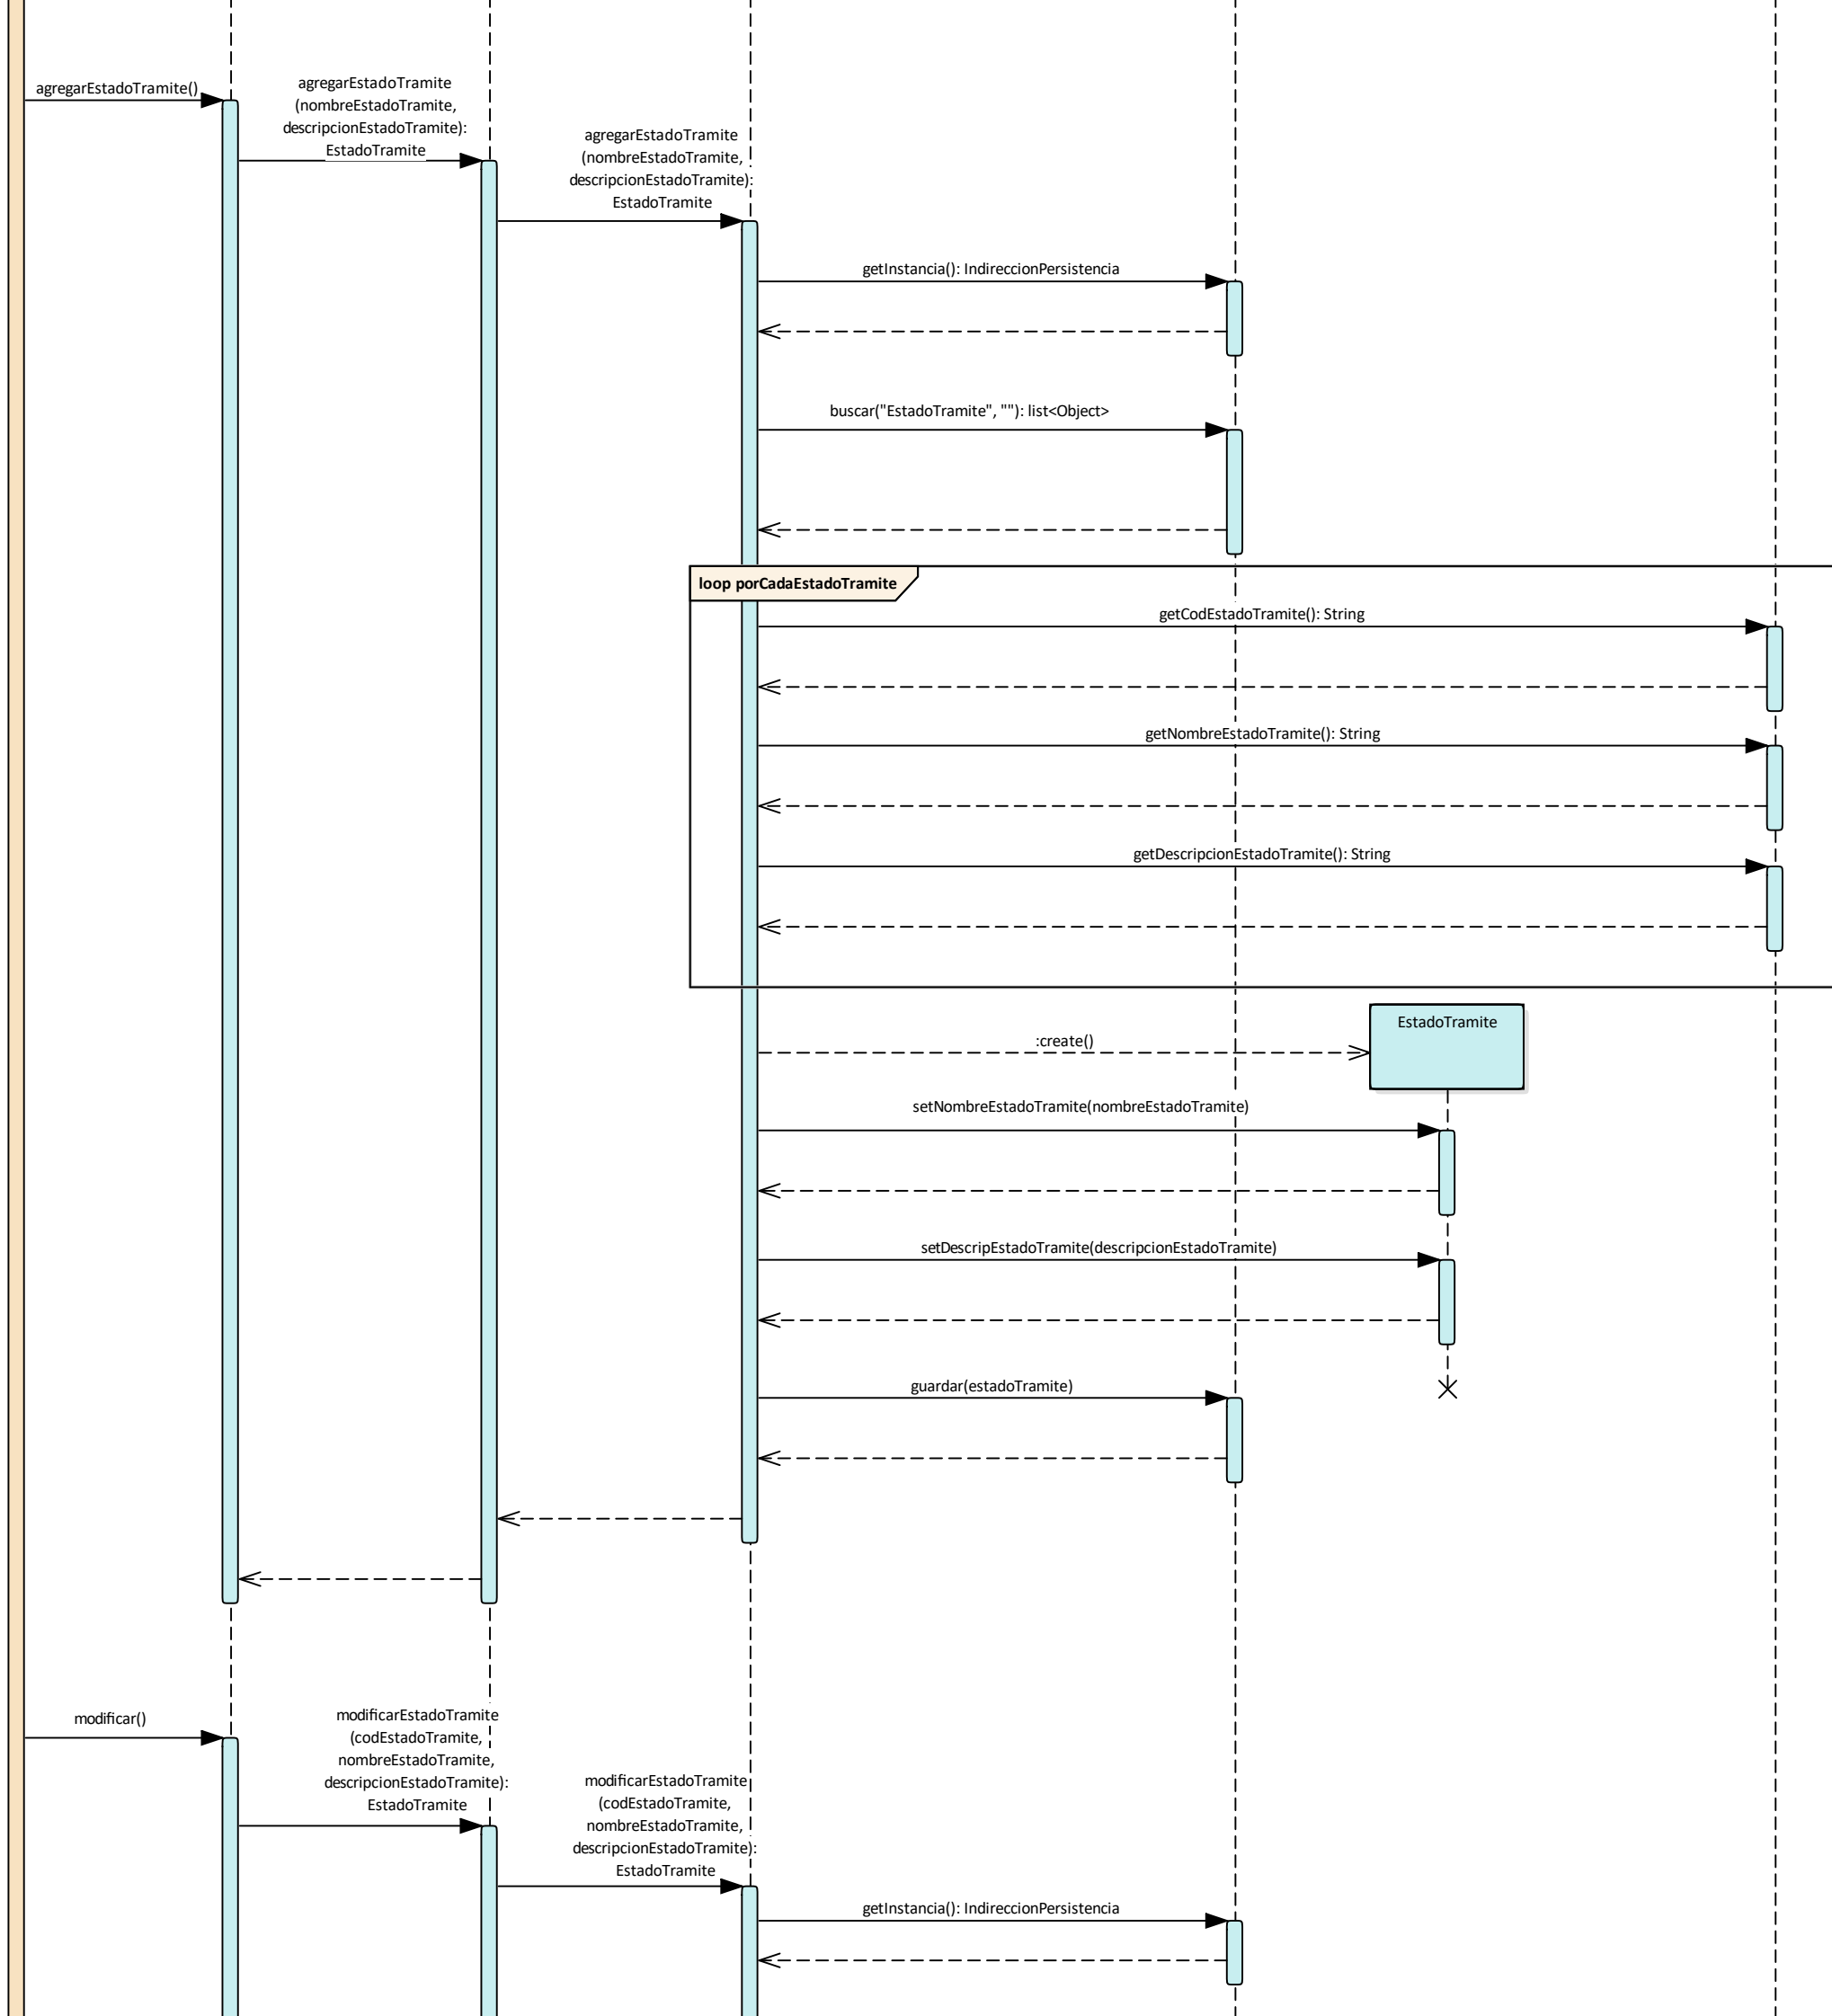 agregarEstadoTramite()
agregarEstadoTramite
(nombreEstadoTramite,
descripcionEstadoTramite):
EstadoTramite
agregarEstadoTramite
(nombreEstadoTramite,
descripcionEstadoTramite):
EstadoTramite
getInstancia(): IndireccionPersistencia
buscar("EstadoTramite", ""): list<Object>
loop porCadaEstadoTramite
getCodEstadoTramite(): String
getNombreEstadoTramite(): String
getDescripcionEstadoTramite(): String
EstadoTramite
:create()
setNombreEstadoTramite(nombreEstadoTramite)
setDescripEstadoTramite(descripcionEstadoTramite)
guardar(estadoTramite)
modificar()
modificarEstadoTramite
(codEstadoTramite,
nombreEstadoTramite,
descripcionEstadoTramite):
EstadoTramite
modificarEstadoTramite
(codEstadoTramite,
nombreEstadoTramite,
descripcionEstadoTramite):
EstadoTramite
getInstancia(): IndireccionPersistencia